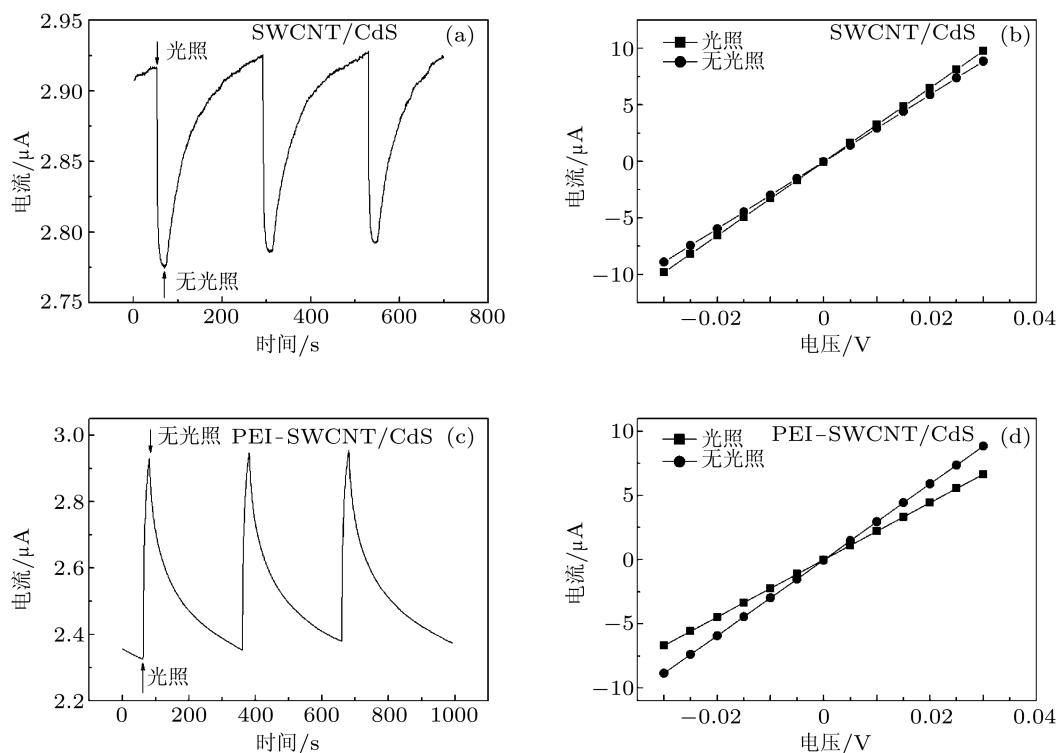 SWCNT/CdS (a)
光照
无光照
电流/μA
2.95
2.90
2.85
2.80
2.75
0 200 400 600 800
时间/s
SWCNT/CdS (b)
光照
无光照
电流/μA
10
5
0
−5
−10
−0.02 0 0.02 0.04
电压/V
无光照 PEI-SWCNT/CdS (c)
光照
电流/μA
3.0
2.8
2.6
2.4
2.2
0 200 400 600 800 1000
时间/s
PEI-SWCNT/CdS (d)
光照
无光照
电流/μA
10
5
0
−5
−10
−0.02 0 0.02 0.04
电压/V